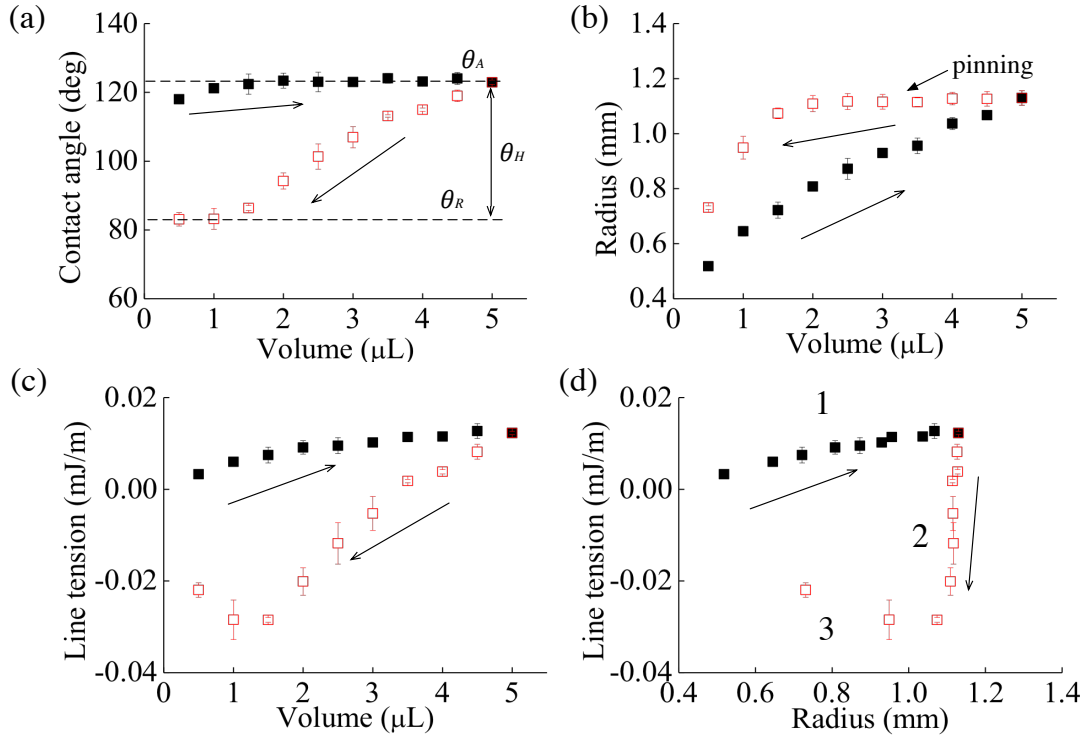 (a)
140
120
100
80
60
Contact angle (deg)
θA
θH
θR
0 1 2 3 4 5
Volume (μL)
(b)
1.6
1.4
1.2
1.0
0.8
0.6
0.4
Radius (mm)
pinning
0 1 2 3 4 5
Volume (μL)
(c)
0.02
0.00
-0.02
-0.04
Line tension (mJ/m)
0 1 2 3 4 5
Volume (μL)
(d)
0.02
0.00
-0.02
-0.04
Line tension (mJ/m)
1
2
3
0.4 0.6 0.8 1.0 1.2 1.4
Radius (mm)